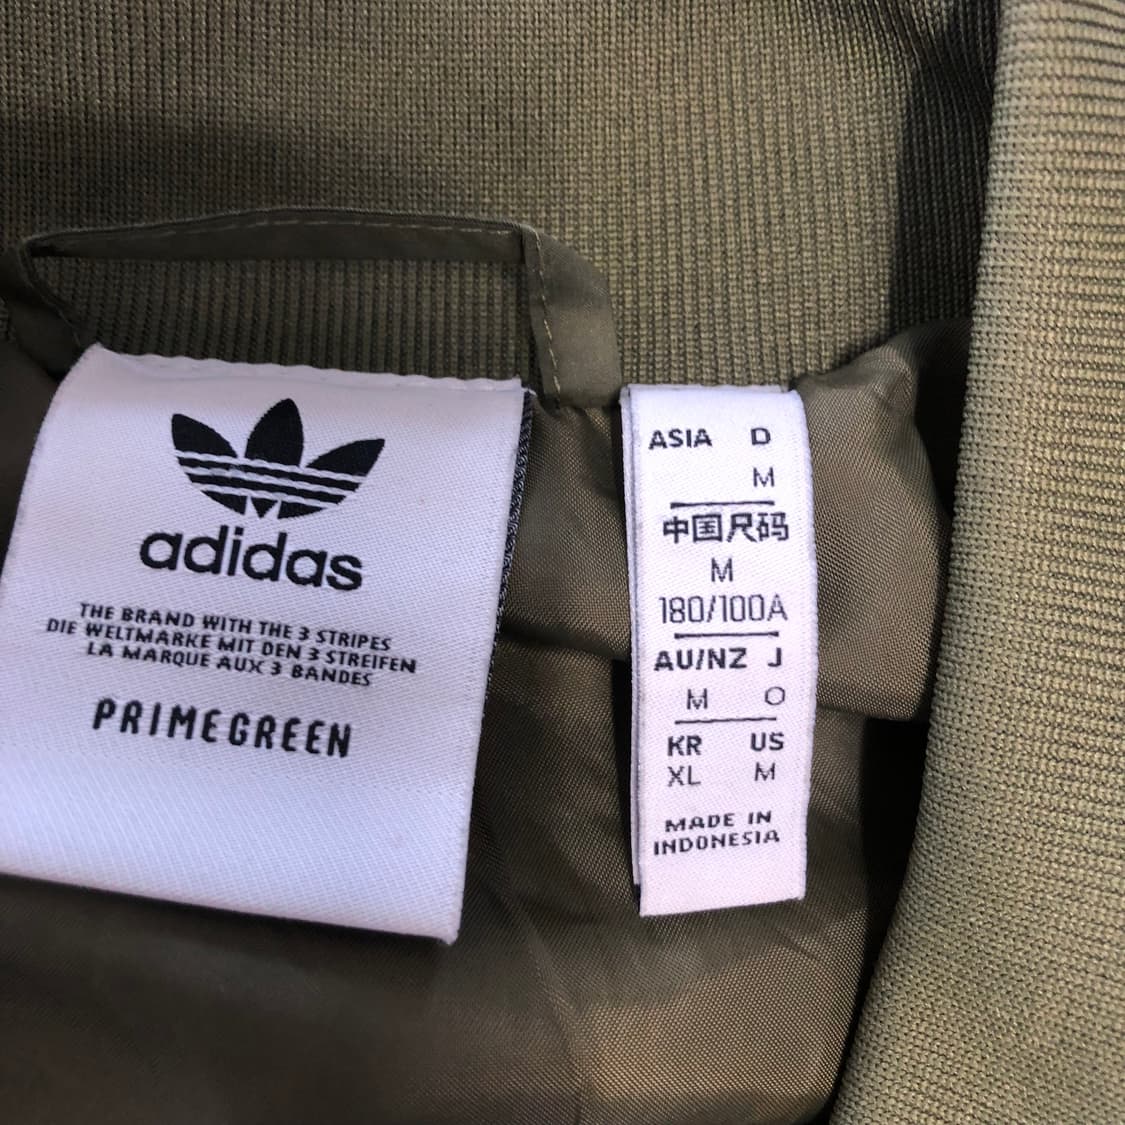 adidas
THE BRAND WITH THE 3 STRIPES
DIE WELTMARKE MIT DEN 3 STREIFEN
LA MARQUE AUX 3 BANDES
PRIMEGREEN
ASIA D
M
中国尺码
M
180/100A
AU/NZ J
M O
KR US
XL M
MADE IN
INDONESIA